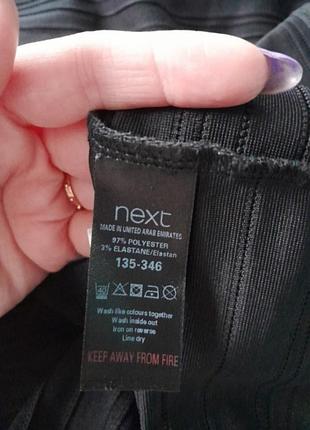 next
MADE IN UNITED ARAB EMIRATES
97% POLYESTER
3% ELASTANE/Elastan
135-346
40
Wash like colours together
Wash inside out
Iron on reverse
Line dry
KEEP AWAY FROM FIRE